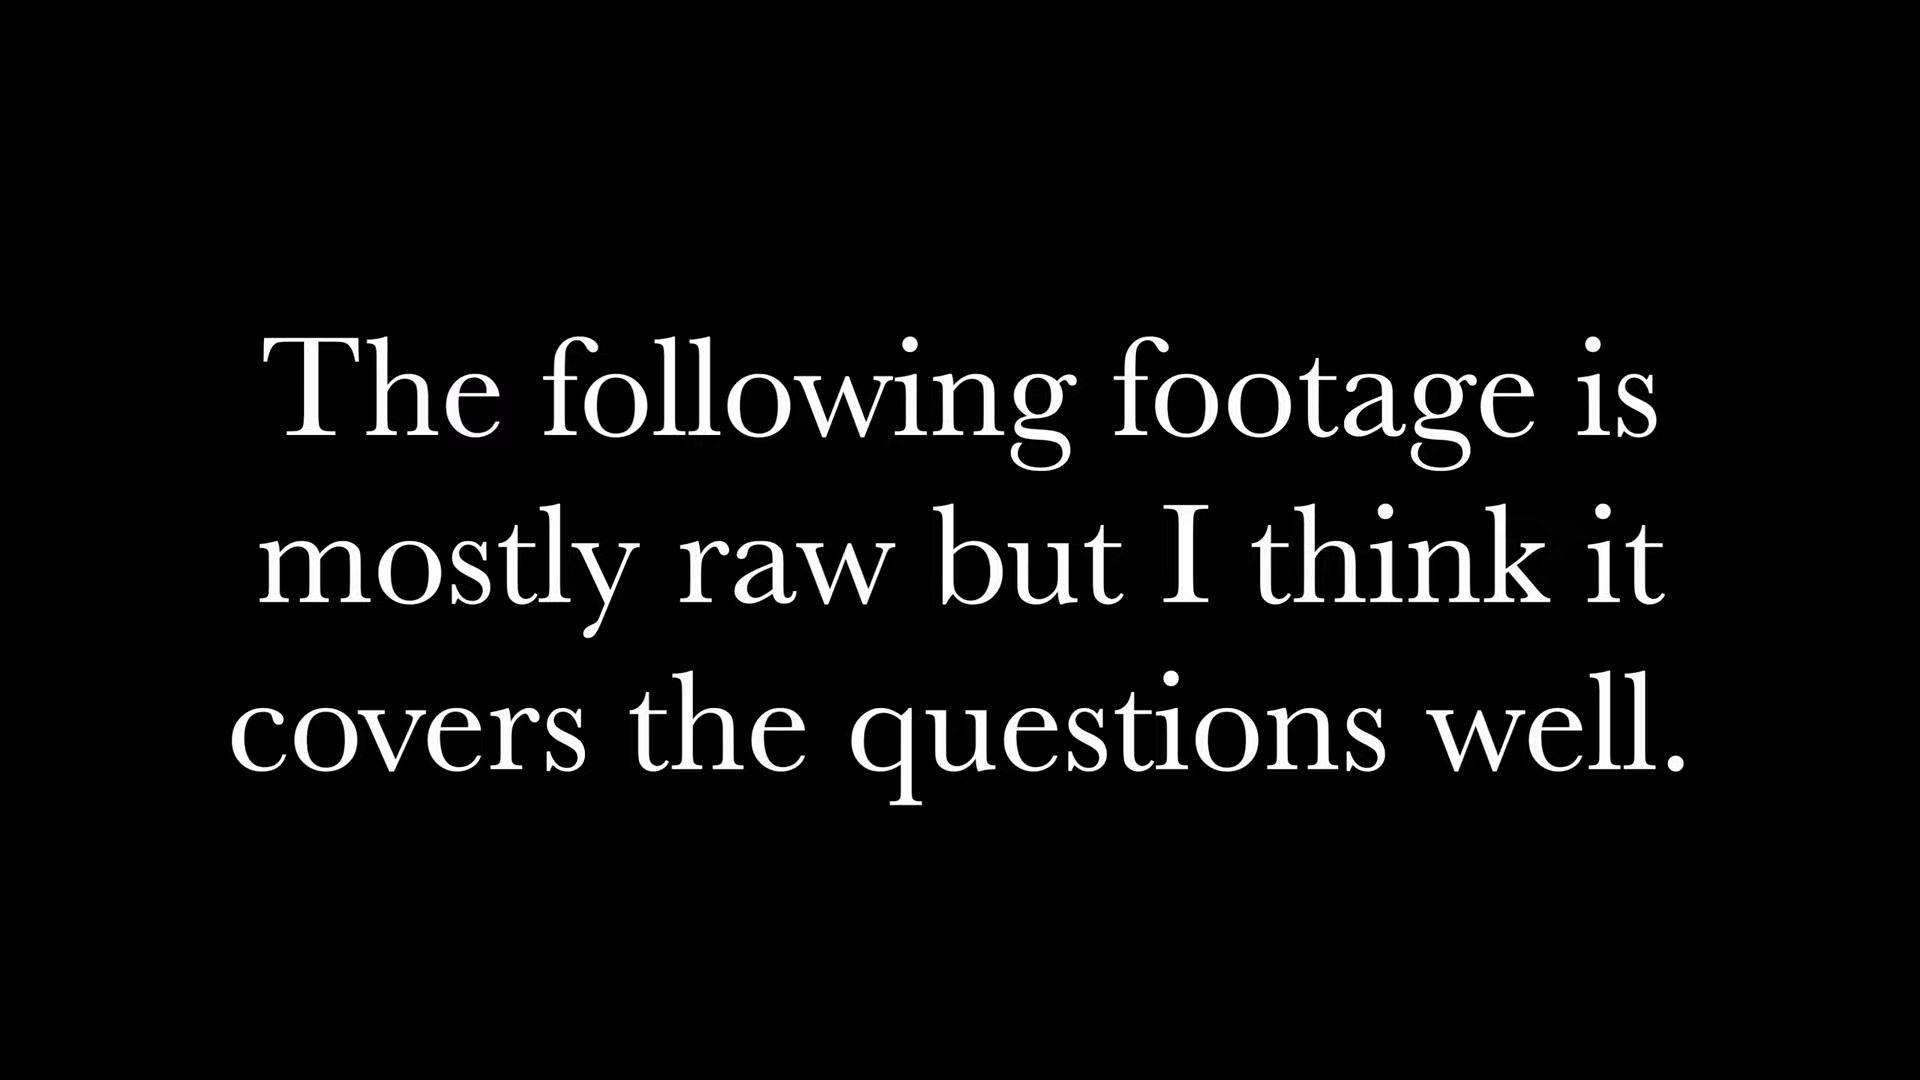 The following footage is
mostly raw but I think it
covers the questions well.